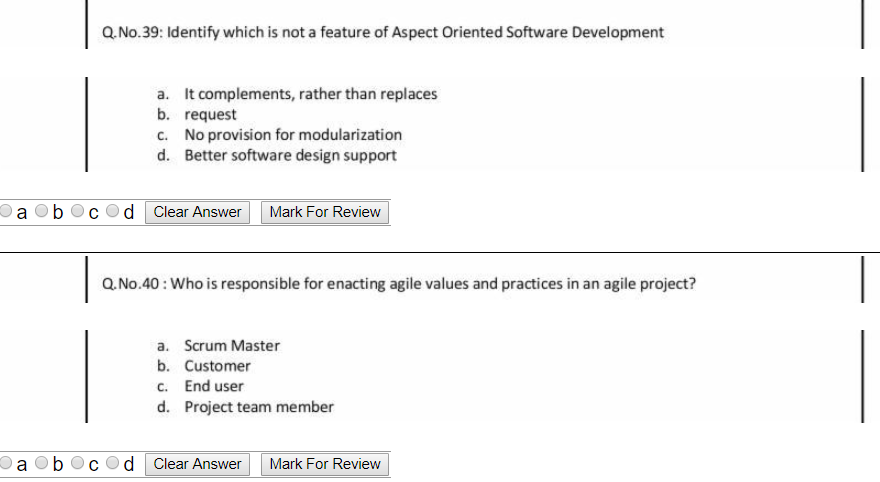 Q.No.39: Identify which is not a feature of Aspect Oriented Software Development
a. It complements, rather than replaces
b. request
c. No provision for modularization
d. Better software design support
a b c d Clear Answer Mark For Review
Q.No.40 : Who is responsible for enacting agile values and practices in an agile project?
a. Scrum Master
b. Customer
c. End user
d. Project team member
a b c d Clear Answer Mark For Review